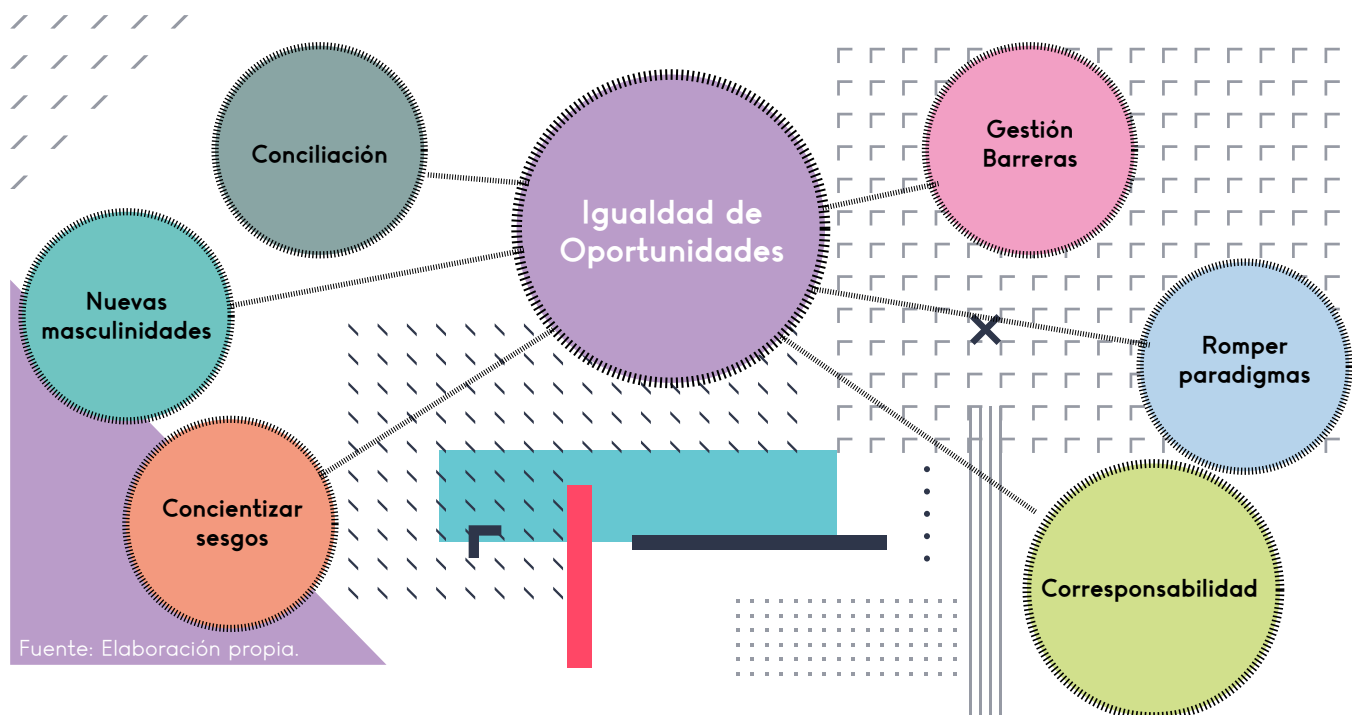 Conciliación
Igualdad de
Oportunidades
Gestión
Barreras
Nuevas
masculinidades
Romper
paradigmas
Concientizar
sesgos
Corresponsabilidad
Fuente: Elaboración propia.